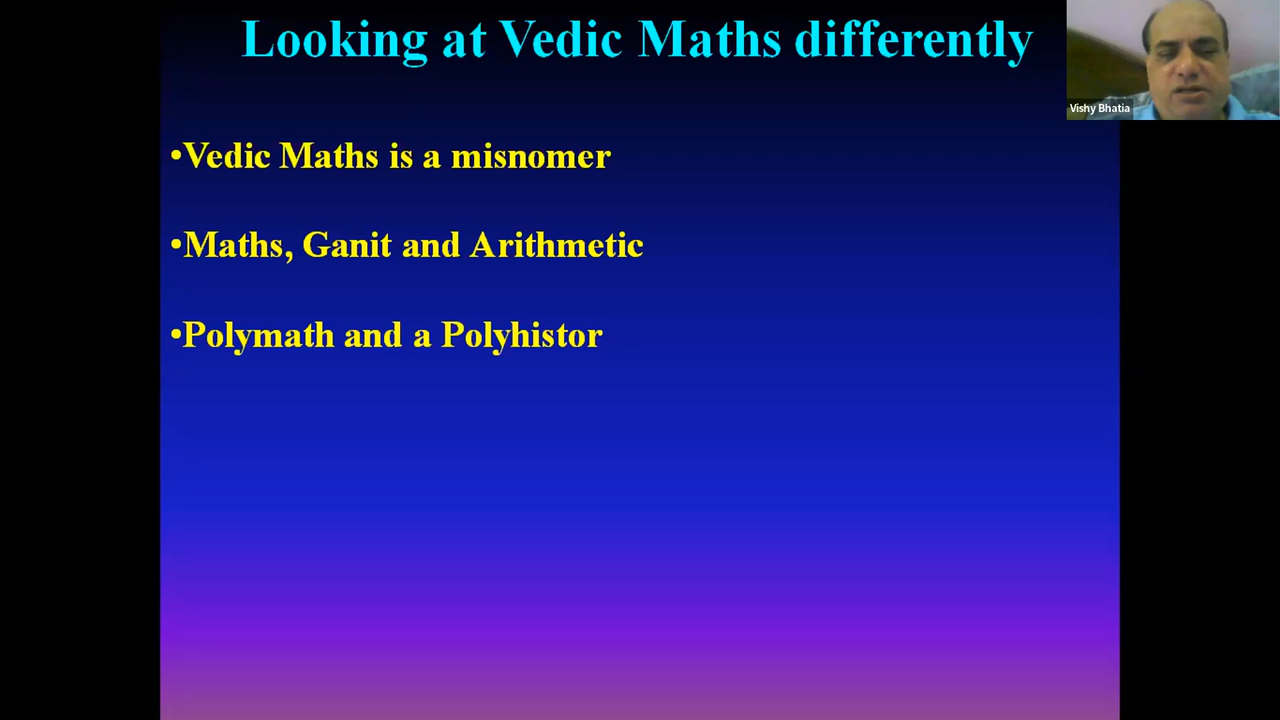 Looking at Vedic Maths differently
Vishy Bhatia
•Vedic Maths is a misnomer
•Maths, Ganit and Arithmetic
•Polymath and a Polyhistor